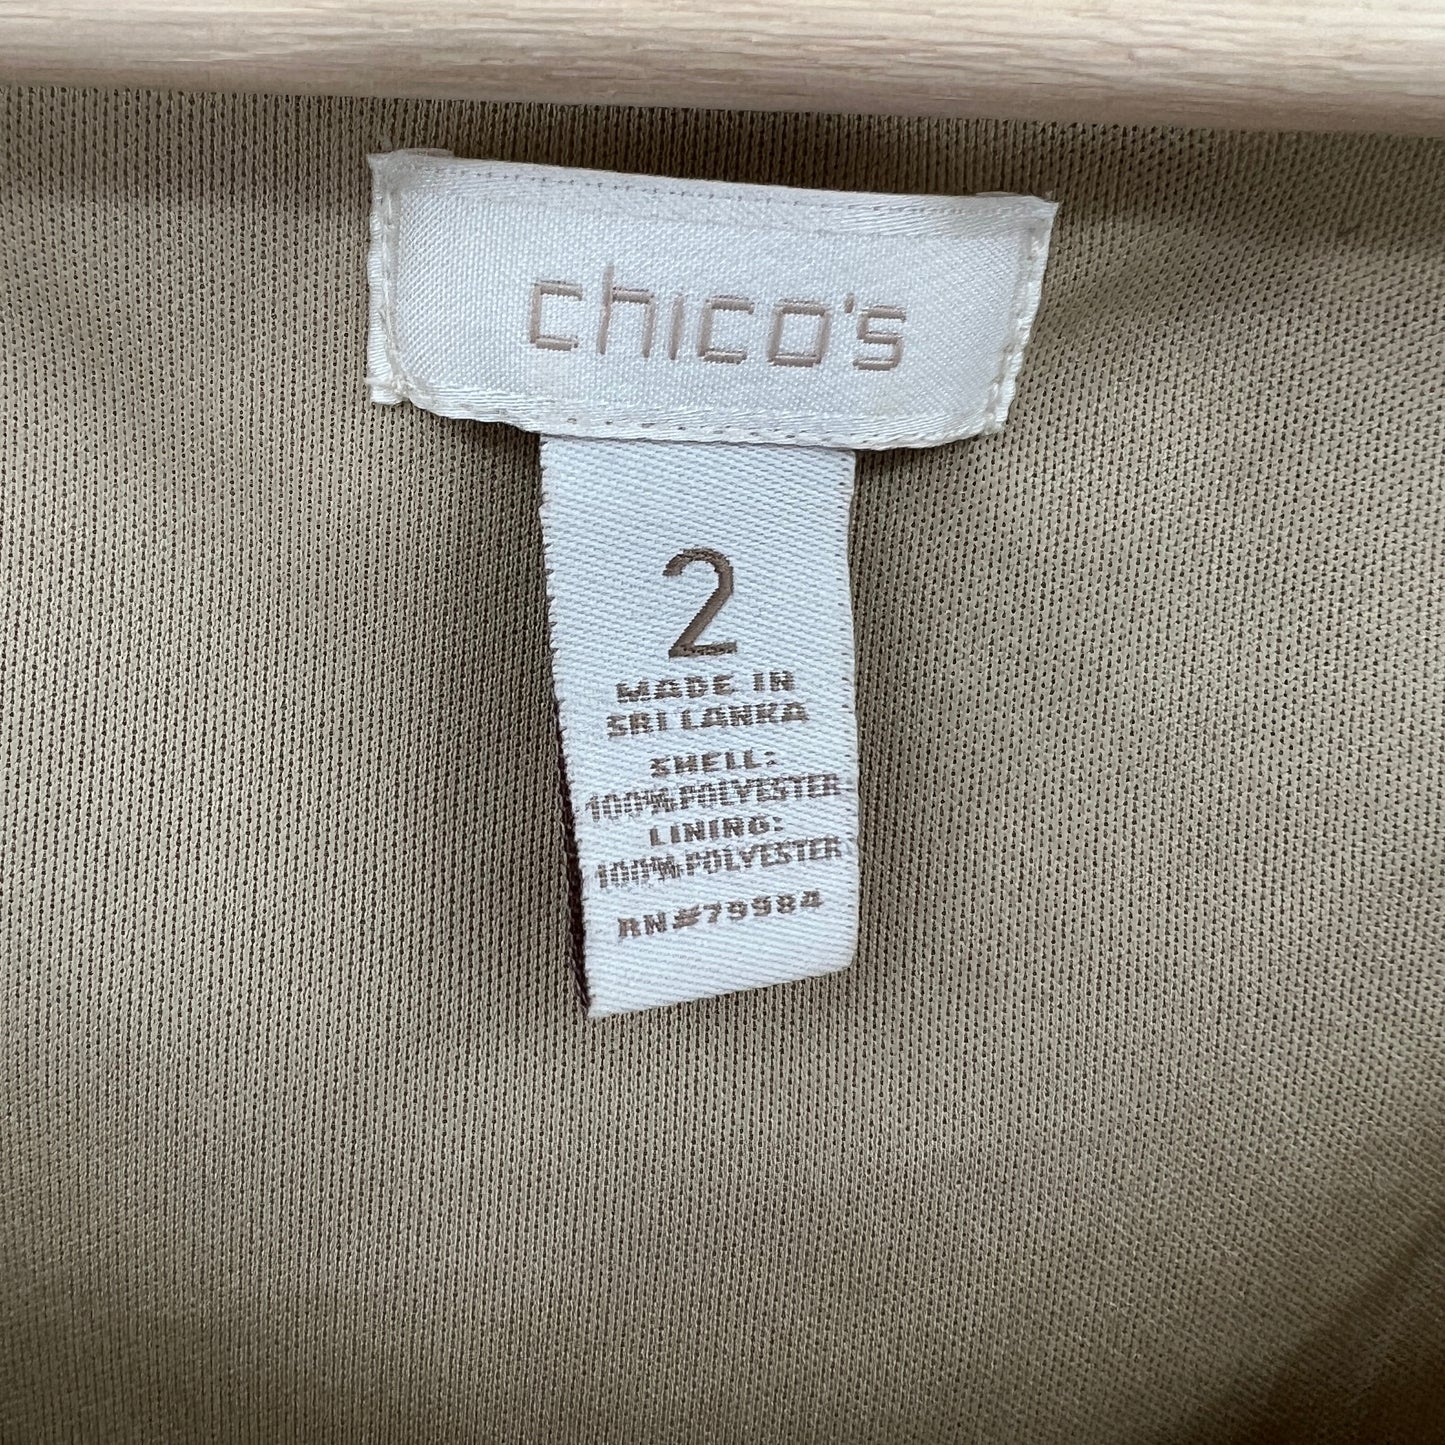 chico's
2
MADE IN
SRI LANKA
SHELL:
100% POLYESTER
LINING:
100% POLYESTER
RN#79984